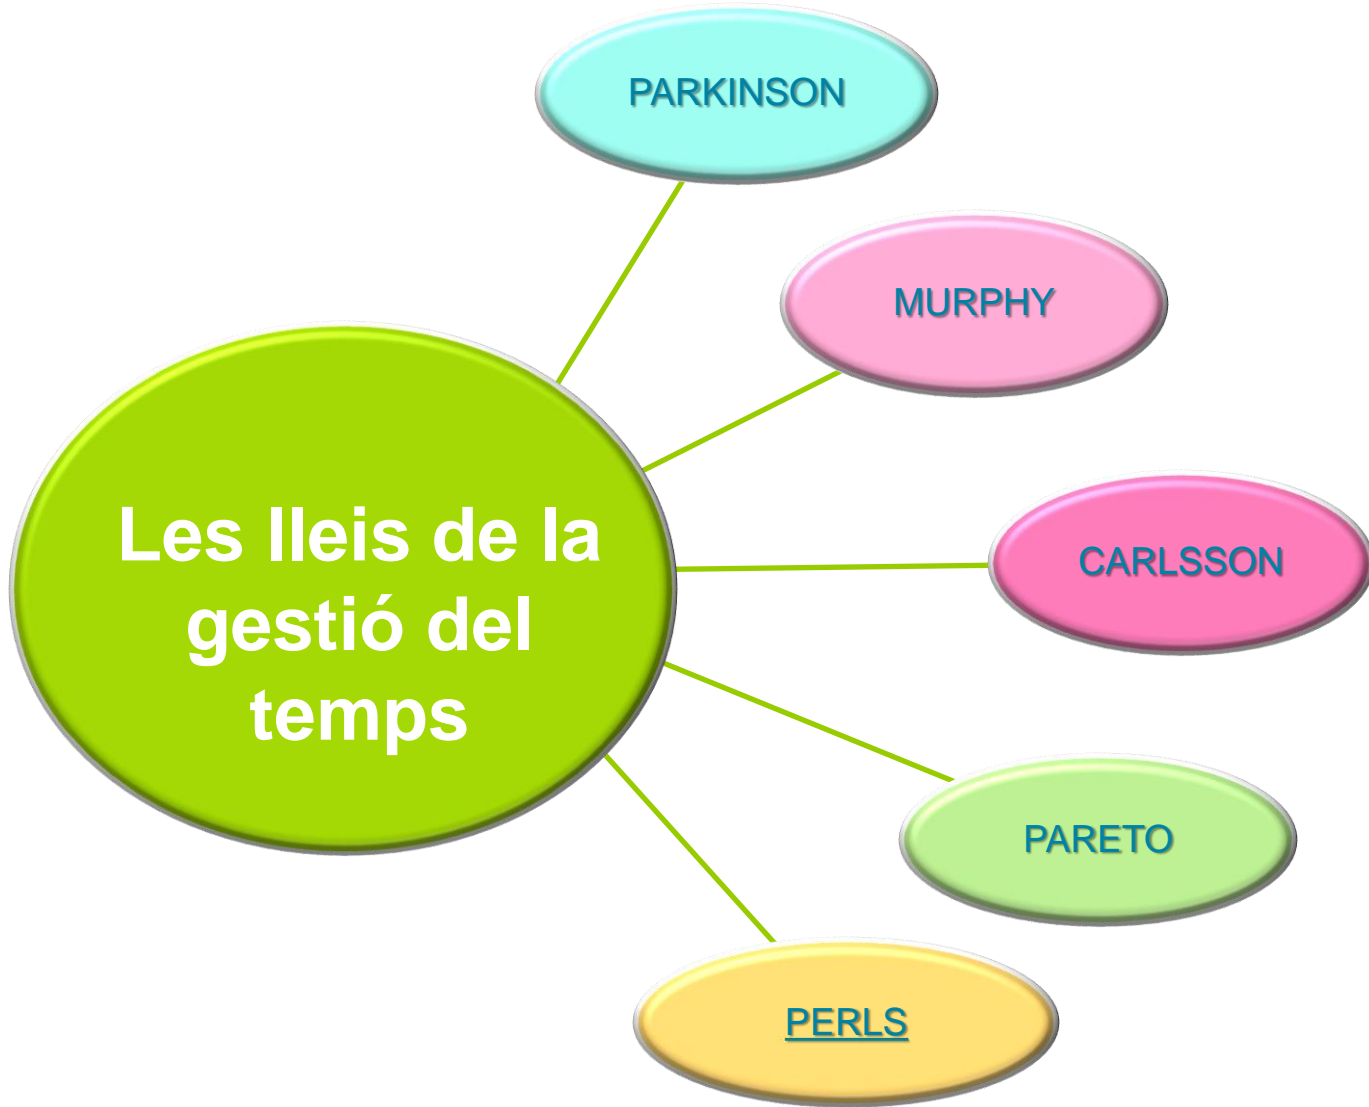 PARKINSON
MURPHY
CARLSSON
Les lleis de la
gestió del
temps
PARETO
PERLS